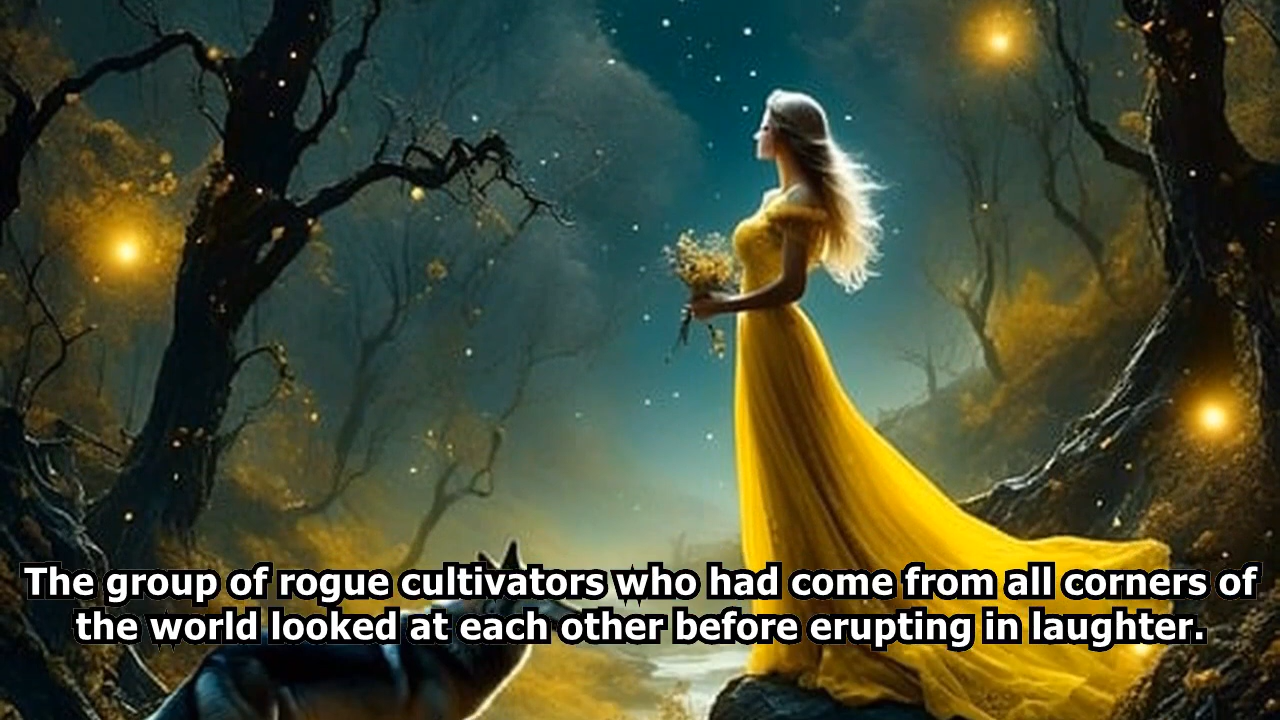 The group of rogue cultivators who had come from all corners of
the world looked at each other before erupting in laughter.